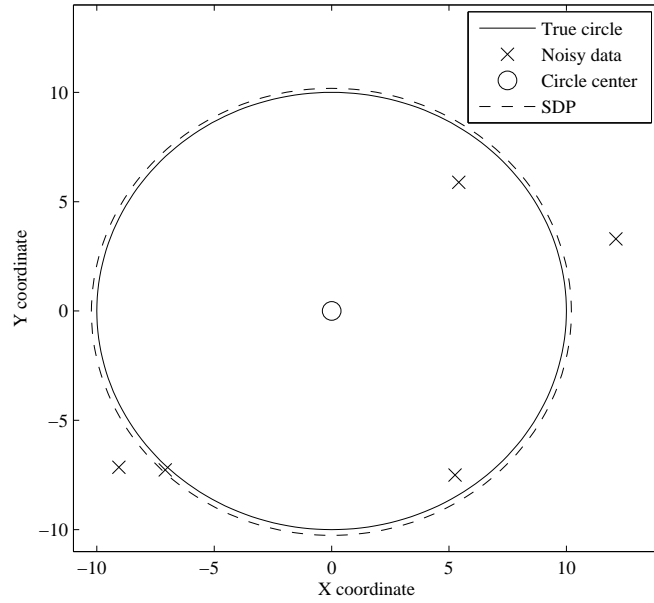 True circle
Noisy data
Circle center
SDP
10
5
0
−5
−10
Y coordinate
−10
−5
0
5
10
X coordinate